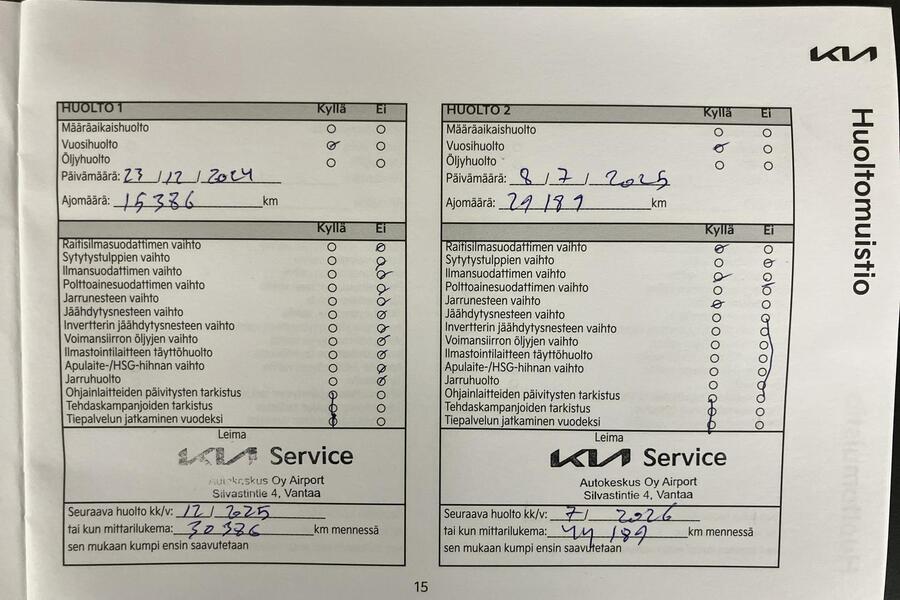 KIA
Huoltomuistio
HUOLTO 1 Kyllä Ei
Määräaikaishuolto
Vuosihuolto
Öljyhuolto
Päivämäärä: 23 / 12 / 2024
Ajomäärä: 15386 km
Kyllä Ei
Raitisilmasuodattimen vaihto
Sytytystulppien vaihto
Ilmansuodattimen vaihto
Polttoainesuodattimen vaihto
Jarrunesteen vaihto
Jäähdytysnesteen vaihto
Invertterin jäähdytysnesteen vaihto
Voimansiirron öljyjen vaihto
Ilmastointilaitteen täyttöhuolto
Apulaite-/HSG-hihnan vaihto
Jarruhuolto
Ohjainlaitteiden päivitysten tarkistus
Tehdaskampanjoiden tarkistus
Tiepalvelun jatkaminen vuodeksi
Leima
KIA Service
Autokeskus Oy Airport
Silvastintie 4, Vantaa
Seuraava huolto kk/v: 12 / 2025
tai kun mittarilukema: 30386 km mennessä
sen mukaan kumpi ensin saavutetaan
HUOLTO 2 Kyllä Ei
Määräaikaishuolto
Vuosihuolto
Öljyhuolto
Päivämäärä: 8 / 7 / 2025
Ajomäärä: 29189 km
Kyllä Ei
Raitisilmasuodattimen vaihto
Sytytystulppien vaihto
Ilmansuodattimen vaihto
Polttoainesuodattimen vaihto
Jarrunesteen vaihto
Jäähdytysnesteen vaihto
Invertterin jäähdytysnesteen vaihto
Voimansiirron öljyjen vaihto
Ilmastointilaitteen täyttöhuolto
Apulaite-/HSG-hihnan vaihto
Jarruhuolto
Ohjainlaitteiden päivitysten tarkistus
Tehdaskampanjoiden tarkistus
Tiepalvelun jatkaminen vuodeksi
Leima
KIA Service
Autokeskus Oy Airport
Silvastintie 4, Vantaa
Seuraava huolto kk/v: 7 / 2026
tai kun mittarilukema: 44189 km mennessä
sen mukaan kumpi ensin saavutetaan
15